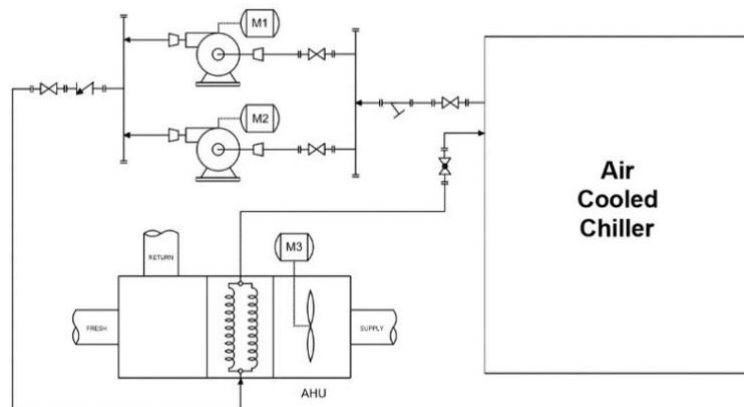 M1
M2
Air
Cooled
Chiller
M3
RETURN
FRESH
SUPPLY
AHU